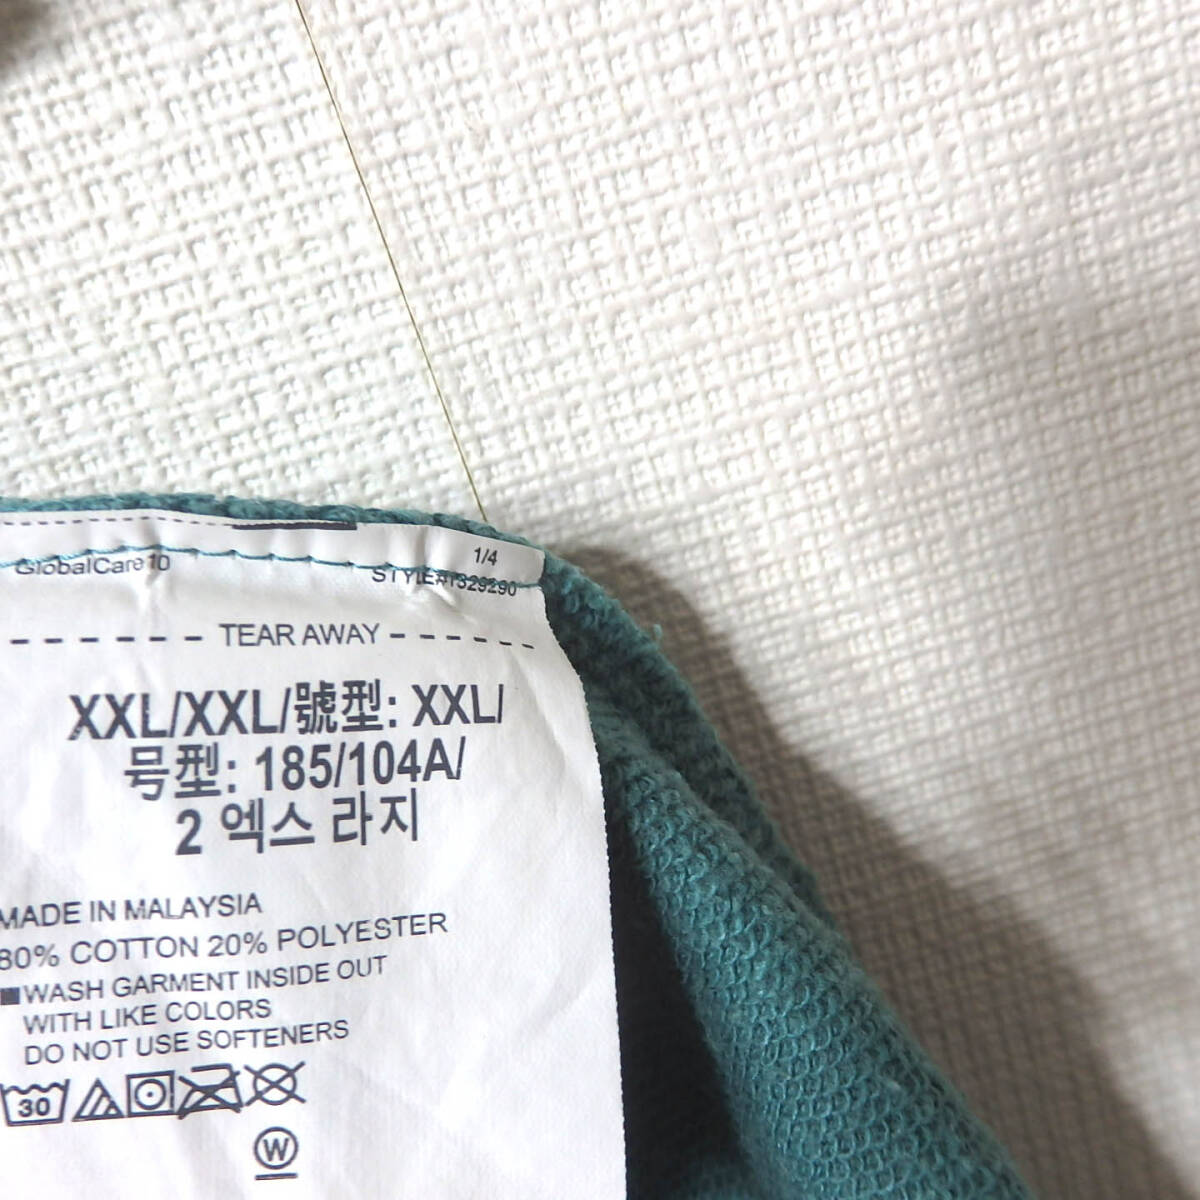 1/4
GlobalCare10 STYLE#1329290
TEAR AWAY
XXL/XXL/號型: XXL/
号型: 185/104A/
2 엑스 라지
MADE IN MALAYSIA
80% COTTON 20% POLYESTER
WASH GARMENT INSIDE OUT
WITH LIKE COLORS
DO NOT USE SOFTENERS
30
W